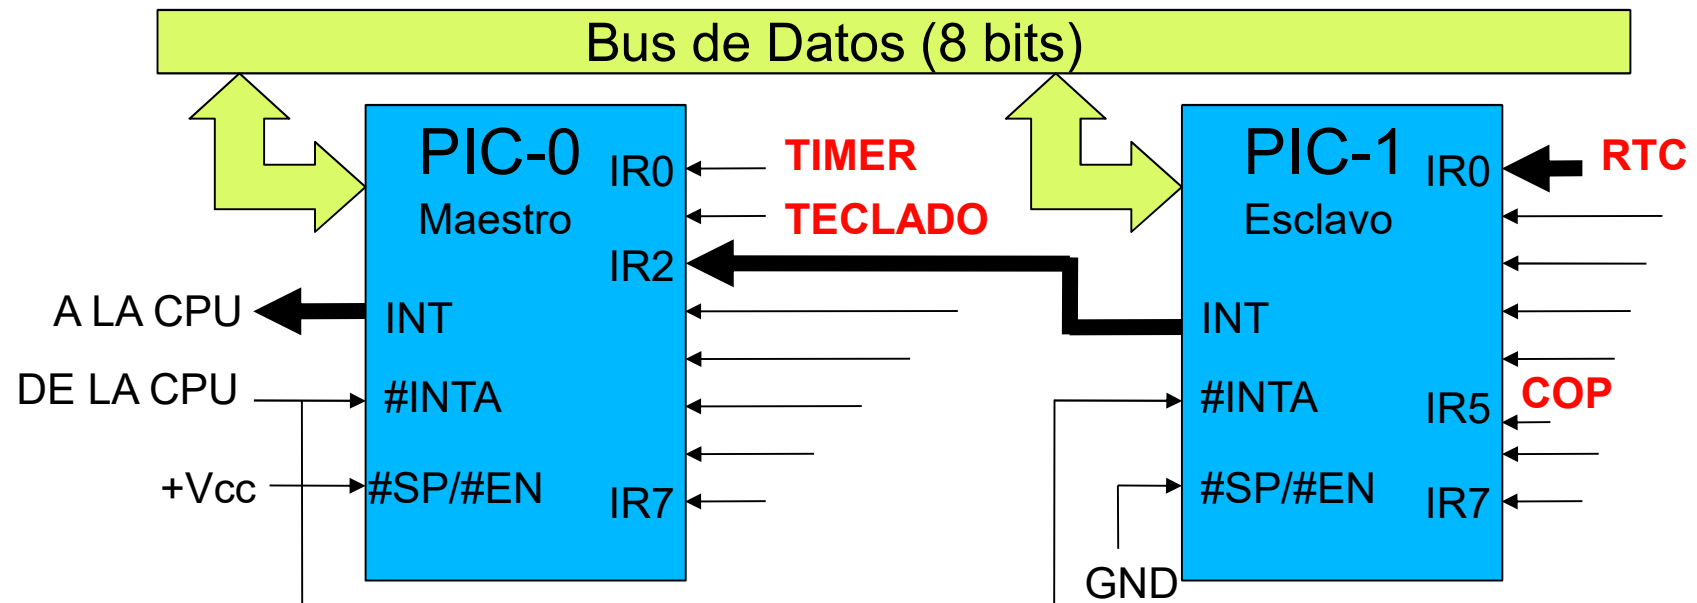 Bus de Datos (8 bits)
PIC-0
Maestro
IR0
TIMER
TECLADO
IR2
A LA CPU
INT
DE LA CPU
#INTA
+Vcc
#SP/#EN
IR7
PIC-1
Esclavo
IR0
RTC
INT
#INTA
IR5
COP
#SP/#EN
IR7
GND